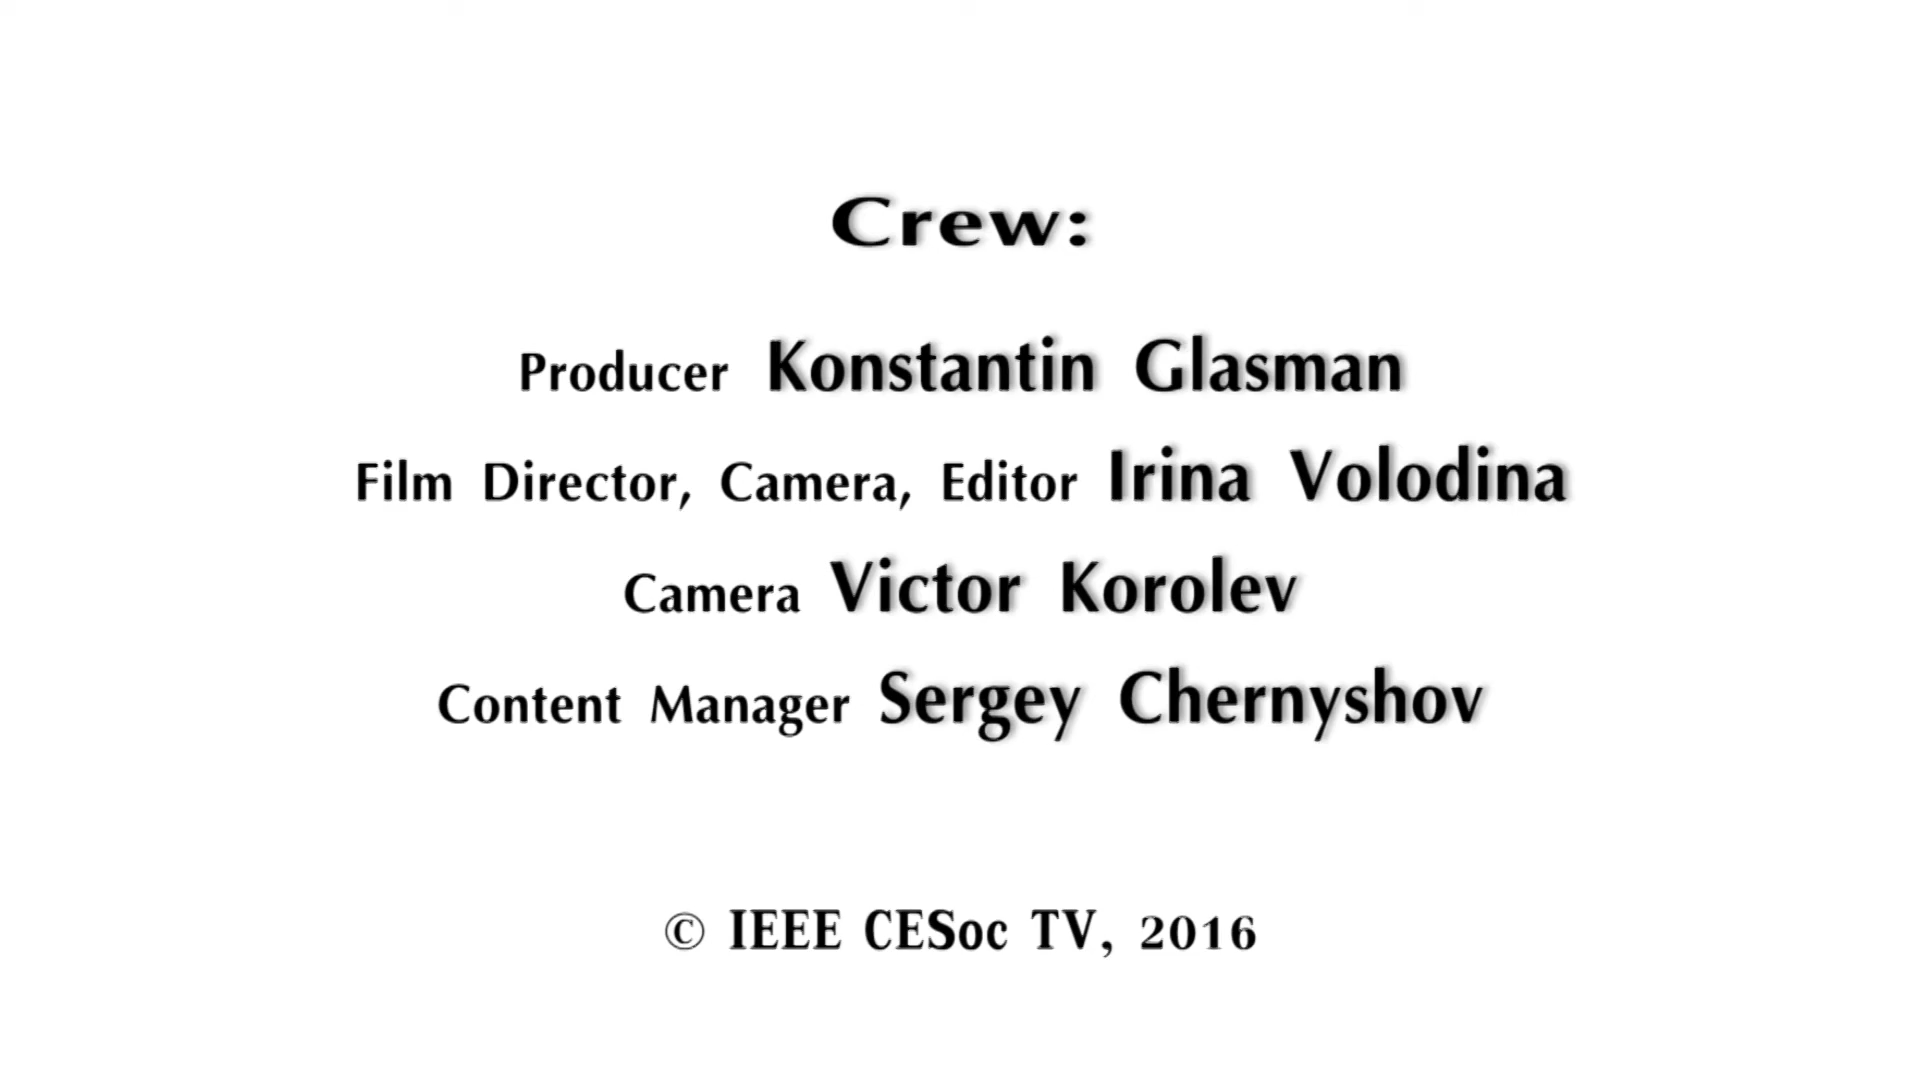 Crew:
Producer Konstantin Glasman
Film Director, Camera, Editor Irina Volodina
Camera Victor Korolev
Content Manager Sergey Chernyshov
© IEEE CESoc TV, 2016